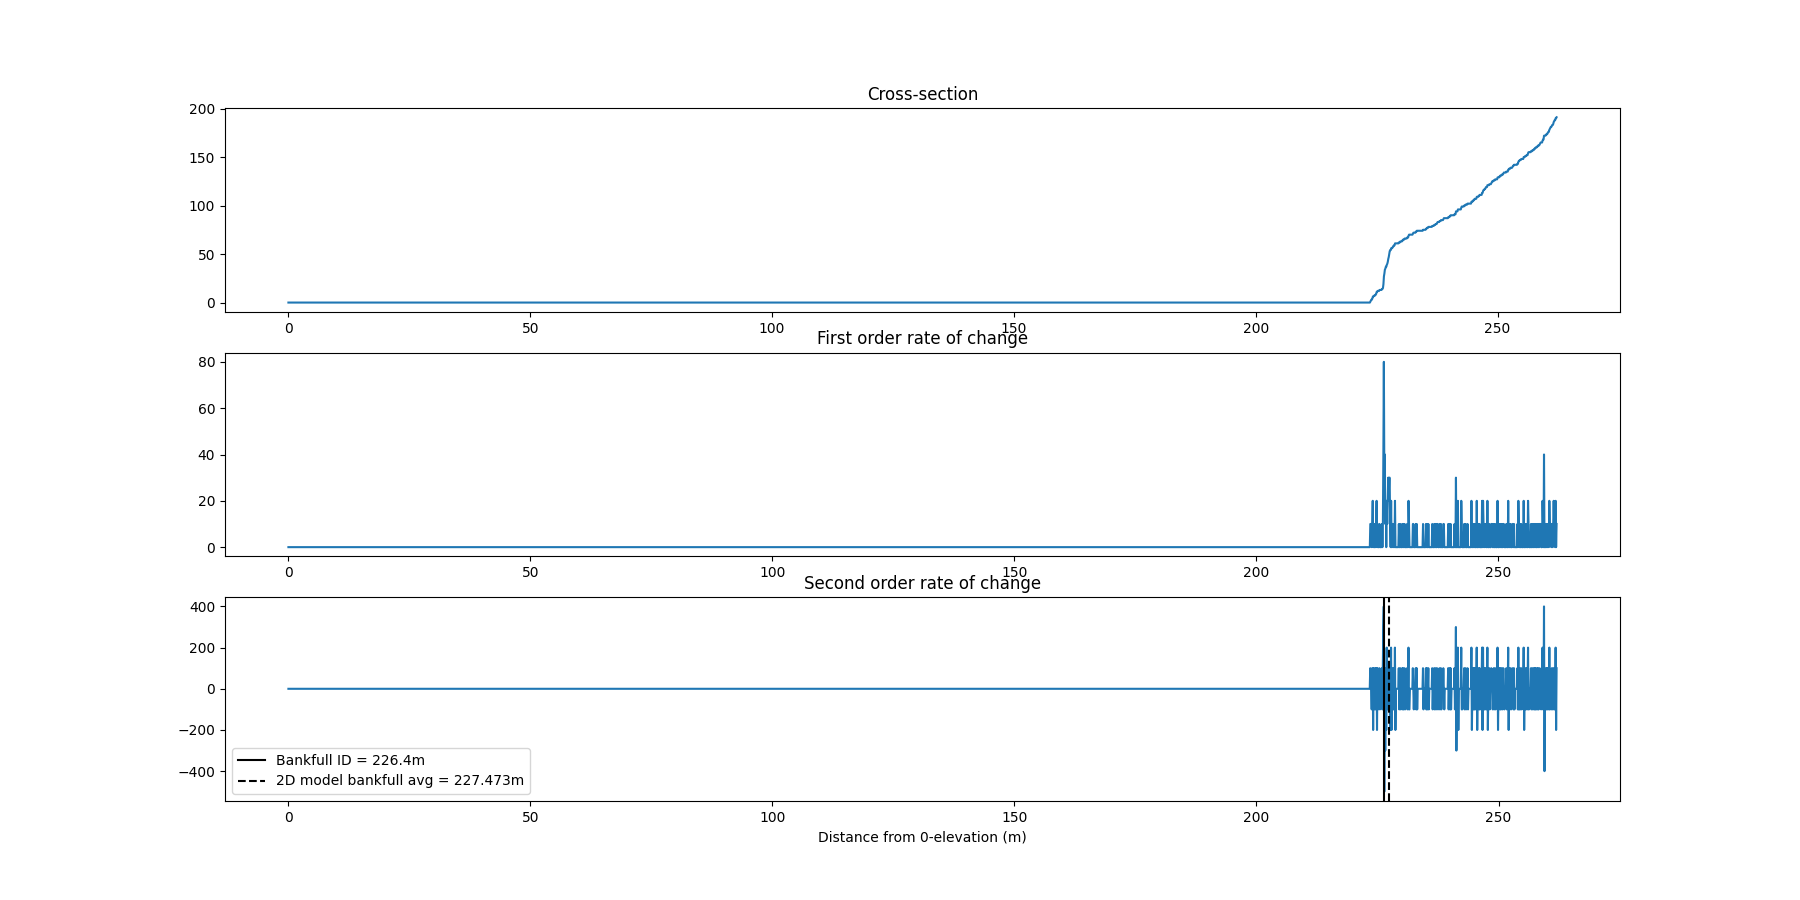 Cross-section
200
150
100
50
0
0 50 100 150 200 250
First order rate of change
80
60
40
20
0
0 50 100 150 200 250
Second order rate of change
400
200
0
−200
−400
Bankfull ID = 226.4m
2D model bankfull avg = 227.473m
0 50 100 150 200 250
Distance from 0-elevation (m)